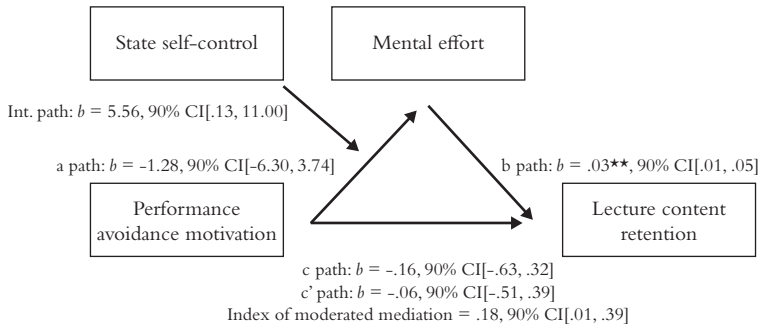 State self-control
Mental effort
Int. path: b = 5.56, 90% CI[.13, 11.00]
a path: b = -1.28, 90% CI[-6.30, 3.74]
b path: b = .03★★, 90% CI[.01, .05]
Performance
avoidance motivation
Lecture content
retention
c path: b = -.16, 90% CI[-.63, .32]
c’ path: b = -.06, 90% CI[-.51, .39]
Index of moderated mediation = .18, 90% CI[.01, .39]